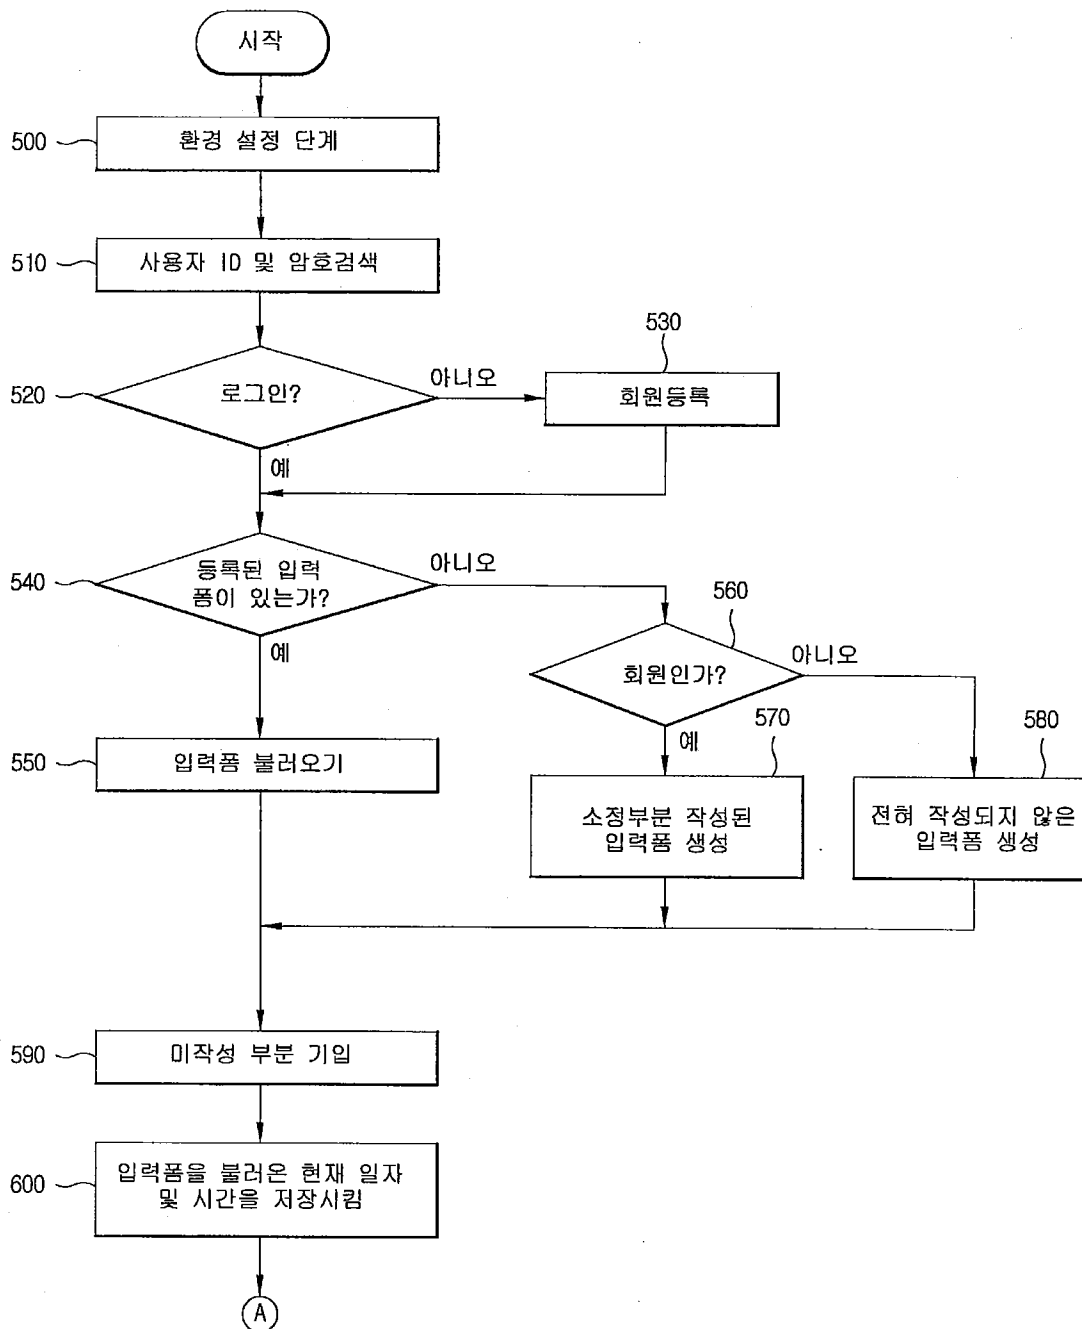 시작
500
환경 설정 단계
510
사용자 ID 및 암호검색
530
520
로그인?
아니오
회원등록
예
540
등록된 입력
폼이 있는가?
아니오
예
560
회원인가?
아니오
550
입력폼 불러오기
예
570
580
소정부분 작성된
입력폼 생성
전혀 작성되지 않은
입력폼 생성
590
미작성 부분 기입
600
입력폼을 불러온 현재 일자
및 시간을 저장시킴
A